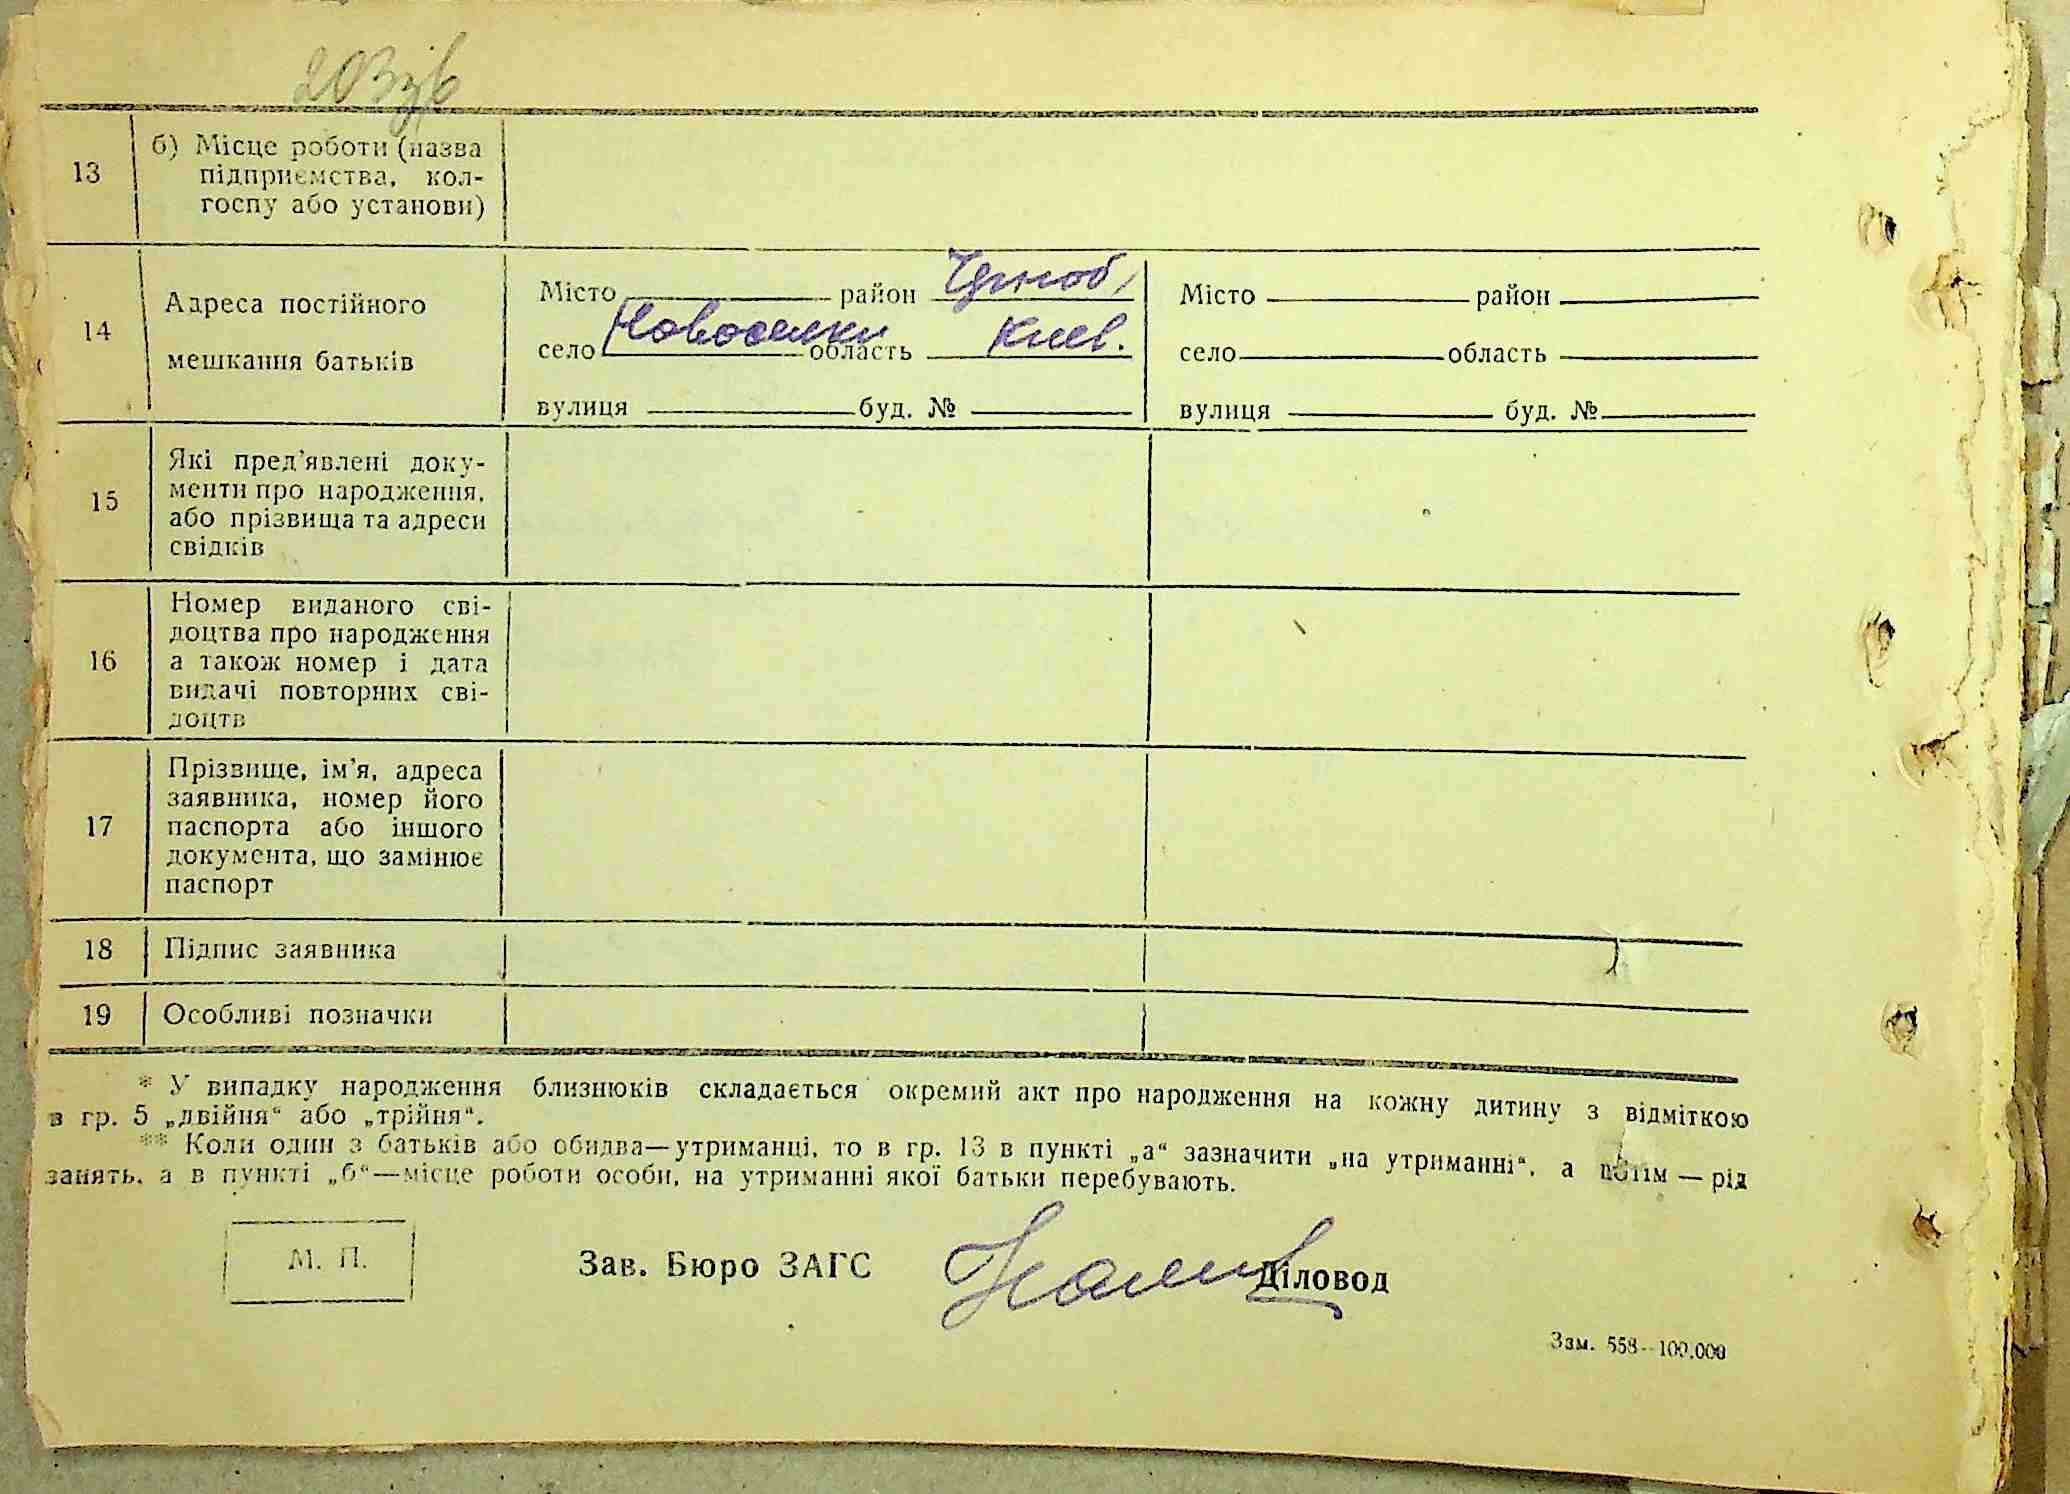 203 зв
13
б) Місце роботи (назва
підприємства, кол-
госпу або установи)
14
Адреса постійного
мешкання батьків
Місто район Чрноб,
село Новоселки область Киев.
вулиця буд. №
Місто район
село область
вулиця буд. №
15
Які пред'явлені доку-
менти про народження,
або прізвища та адреси
свідків
16
Номер виданого сві-
доцтва про народження
а також номер і дата
видачі повторних сві-
доцтв
17
Прізвище, ім'я, адреса
заявника, номер його
паспорта або іншого
документа, що замінює
паспорт
18 Підпис заявника
19 Особливі позначки
* У випадку народження близнюків складається окремий акт про народження на кожну дитину з відміткою
в гр. 5 „двійня“ або „трійня“.
** Коли один з батьків або обидва—утриманці, то в гр. 13 в пункті „а“ зазначити „на утриманні“, а потім — рід
занять, а в пункті „б“—місце роботи особи, на утриманні якої батьки перебувають.
М. П.
Зав. Бюро ЗАГС
Діловод
Зам. 558--100.000